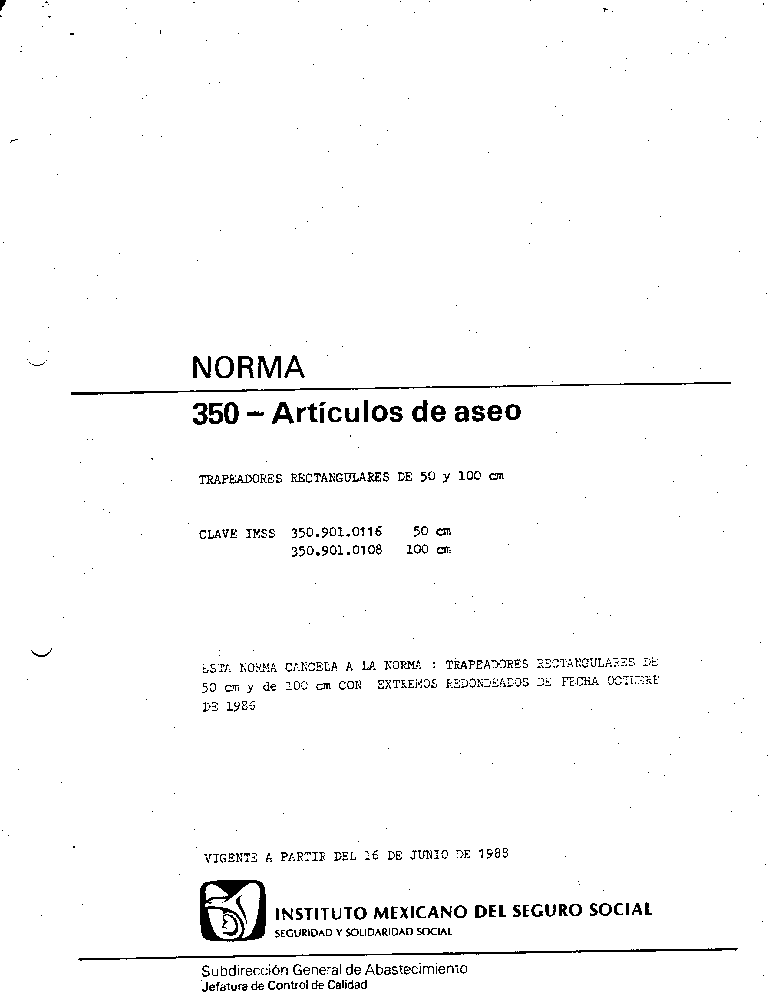 NORMA
350 – Artículos de aseo
TRAPEADORES RECTANGULARES DE 50 y 100 cm
CLAVE IMSS 350.901.0116 50 cm
350.901.0108 100 cm
ESTA NORMA CANCELA A LA NORMA : TRAPEADORES RECTANGULARES DE
50 cm y de 100 cm CON EXTREMOS REDONDEADOS DE FECHA OCTUBRE
DE 1986
VIGENTE A PARTIR DEL 16 DE JUNIO DE 1988
INSTITUTO MEXICANO DEL SEGURO SOCIAL
SEGURIDAD Y SOLIDARIDAD SOCIAL
Subdirección General de Abastecimiento
Jefatura de Control de Calidad